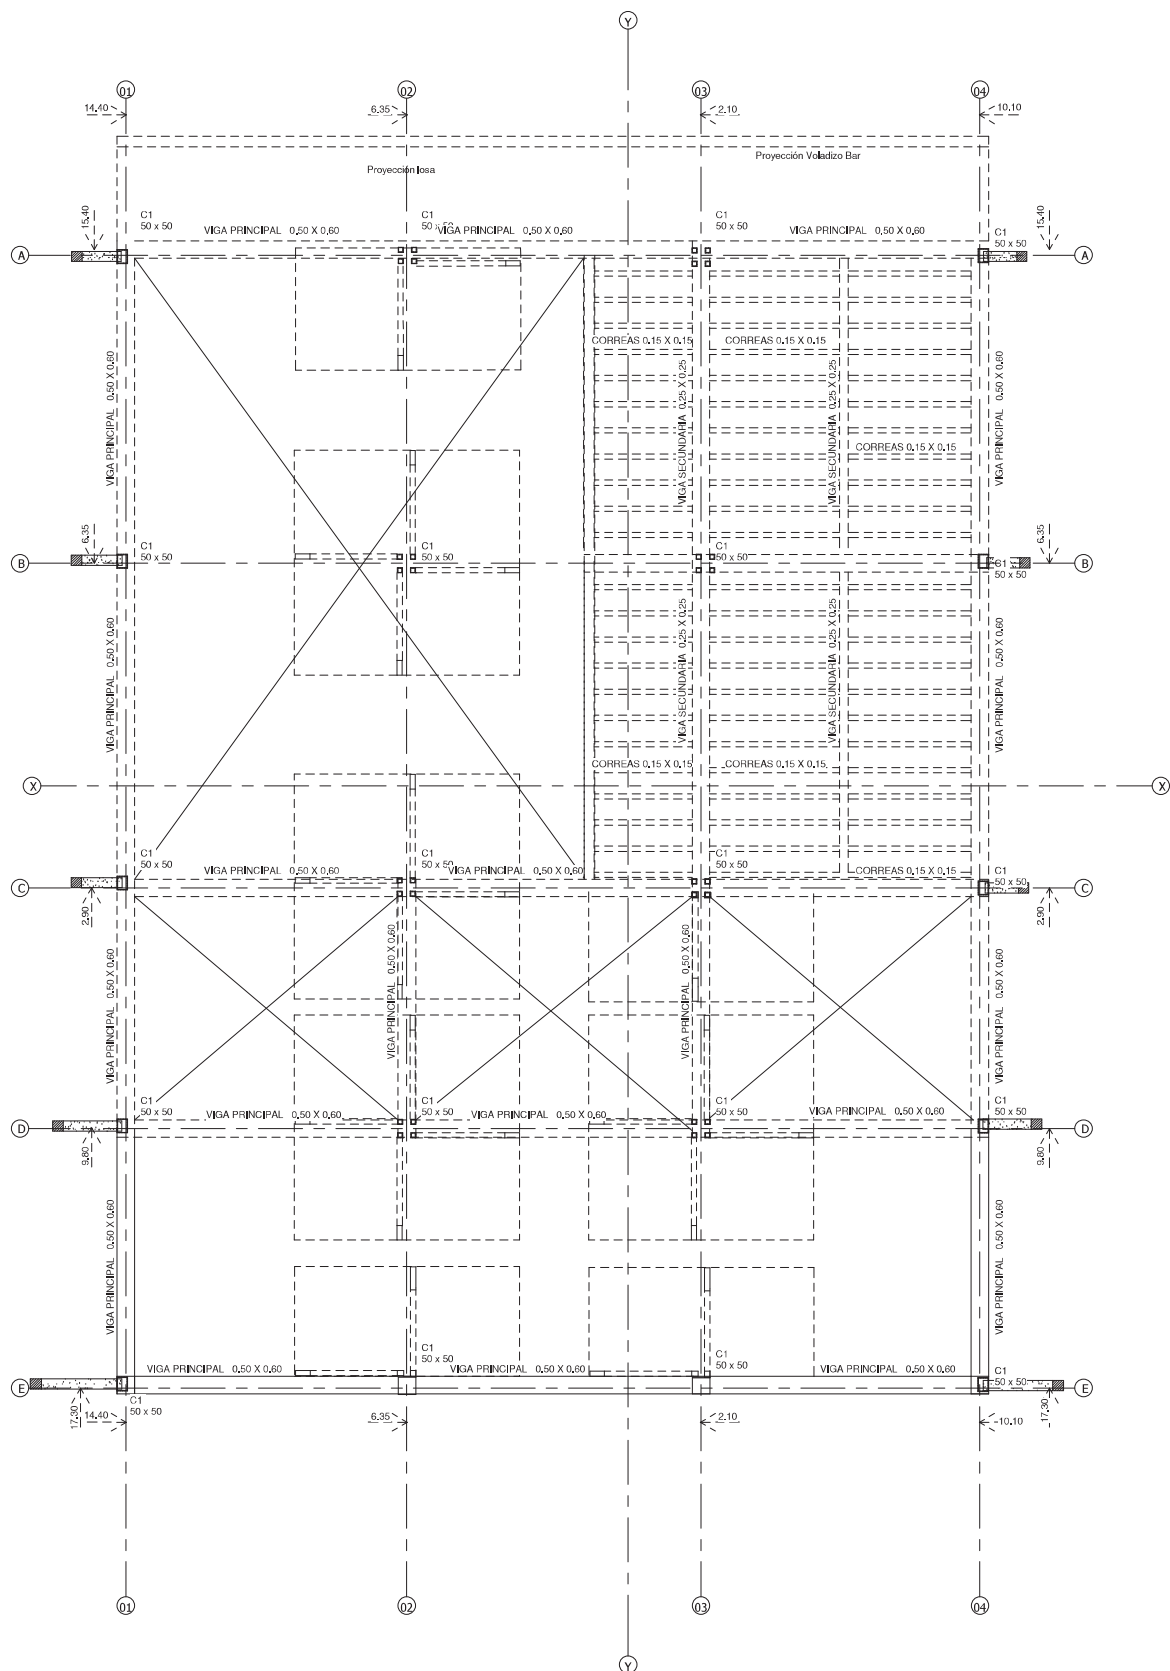 Y
01
02
03
04
14.40
6.35
2.10
10.10
Proyección losa
Proyección Voladizo Bar
15.40
C1
50 x 50
C1
50 x 50
C1
50 x 50
C1
50 x 50
15.40
VIGA PRINCIPAL 0.50 X 0.60
VIGA PRINCIPAL 0.50 X 0.60
VIGA PRINCIPAL 0.50 X 0.60
A
A
CORREAS 0.15 X 0.15
CORREAS 0.15 X 0.15
VIGA PRINCIPAL 0.50 X 0.60
VIGA SECUNDARIA 0.25 X 0.25
VIGA SECUNDARIA 0.25 X 0.25
VIGA PRINCIPAL 0.50 X 0.60
CORREAS 0.15 X 0.15
6.35
6.35
C1
50 x 50
C1
50 x 50
C1
50 x 50
C1
50 x 50
B
B
VIGA PRINCIPAL 0.50 X 0.60
VIGA SECUNDARIA 0.25 X 0.25
VIGA SECUNDARIA 0.25 X 0.25
VIGA PRINCIPAL 0.50 X 0.60
CORREAS 0.15 X 0.15
CORREAS 0.15 X 0.15
X
X
C1
50 x 50
C1
50 x 50
C1
50 x 50
C1
50 x 50
VIGA PRINCIPAL 0.50 X 0.60
VIGA PRINCIPAL 0.50 X 0.60
CORREAS 0.15 X 0.15
C
C
2.90
2.90
VIGA PRINCIPAL 0.50 X 0.60
VIGA PRINCIPAL 0.50 X 0.60
VIGA PRINCIPAL 0.50 X 0.60
VIGA PRINCIPAL 0.50 X 0.60
C1
50 x 50
C1
50 x 50
C1
50 x 50
C1
50 x 50
VIGA PRINCIPAL 0.50 X 0.60
VIGA PRINCIPAL 0.50 X 0.60
VIGA PRINCIPAL 0.50 X 0.60
D
D
9.80
9.80
VIGA PRINCIPAL 0.50 X 0.60
VIGA PRINCIPAL 0.50 X 0.60
C1
50 x 50
C1
50 x 50
C1
50 x 50
VIGA PRINCIPAL 0.50 X 0.60
VIGA PRINCIPAL 0.50 X 0.60
VIGA PRINCIPAL 0.50 X 0.60
E
E
C1
50 x 50
17.30
17.30
14.40
6.35
2.10
10.10
01
02
03
04
Y